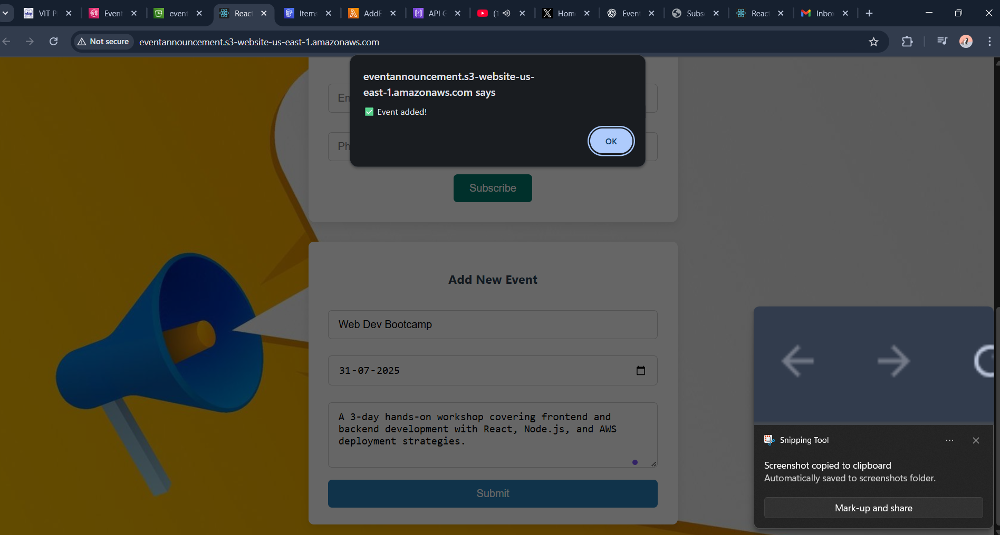 VIT P
Event
event
React
Items
AddE
API G
(1
Hom
Event
Subs
React
Inbo
Not secure
eventannouncement.s3-website-us-east-1.amazonaws.com
eventannouncement.s3-website-us-
east-1.amazonaws.com says
✅ Event added!
OK
En
Ph
Subscribe
Add New Event
Web Dev Bootcamp
31-07-2025
A 3-day hands-on workshop covering frontend and
backend development with React, Node.js, and AWS
deployment strategies.
Submit
Snipping Tool
Screenshot copied to clipboard
Automatically saved to screenshots folder.
Mark-up and share